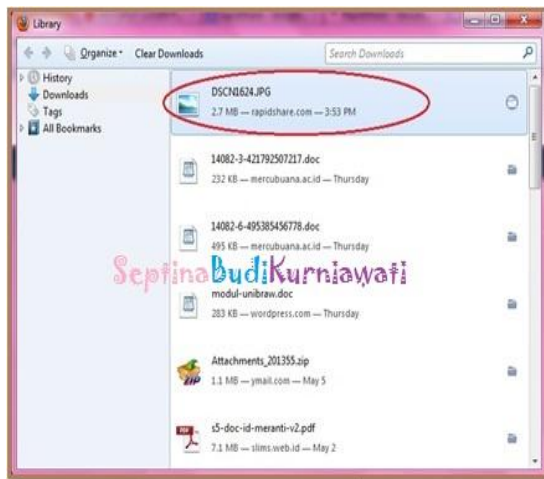 Library
Organize
Clear Downloads
Search Downloads
History
Downloads
Tags
All Bookmarks
DSCN1624.JPG
2.7 MB — rapidshare.com — 3:53 PM
14082-3-421792507217.doc
232 KB — mercubuana.ac.id — Thursday
14082-6-495385456778.doc
495 KB — mercubuana.ac.id — Thursday
SeptinaBudiKurniawati
modul-unibraw.doc
283 KB — wordpress.com — Thursday
Attachments_201355.zip
1.1 MB — ymail.com — May 5
ZIP
s5-doc-id-meranti-v2.pdf
7.1 MB — slims.web.id — May 2
PDF